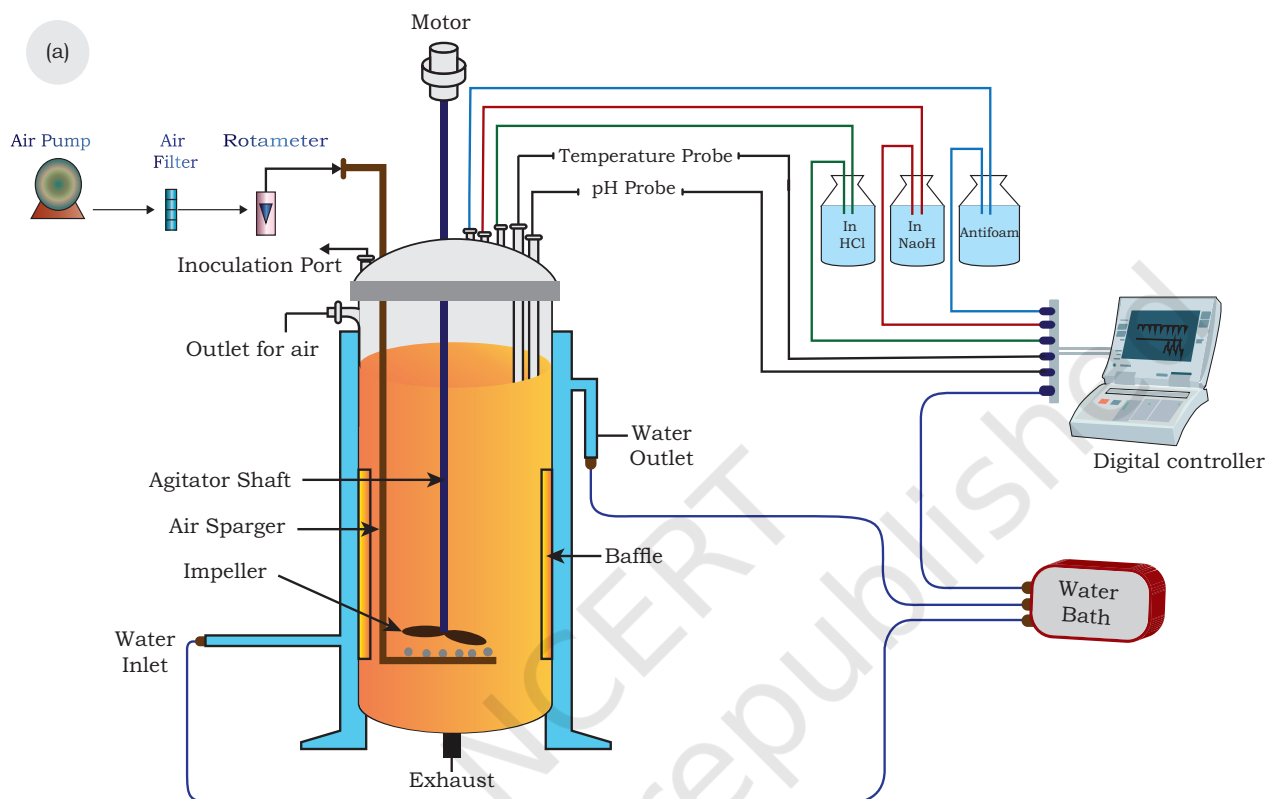 (a)
Motor
Air Pump
Air
Filter
Rotameter
Temperature Probe
pH Probe
In
HCl
In
NaoH
Antifoam
Inoculation Port
Outlet for air
Water
Outlet
Digital controller
Agitator Shaft
Air Sparger
Impeller
Baffle
Water
Inlet
Water
Bath
Exhaust
NCERT
republished